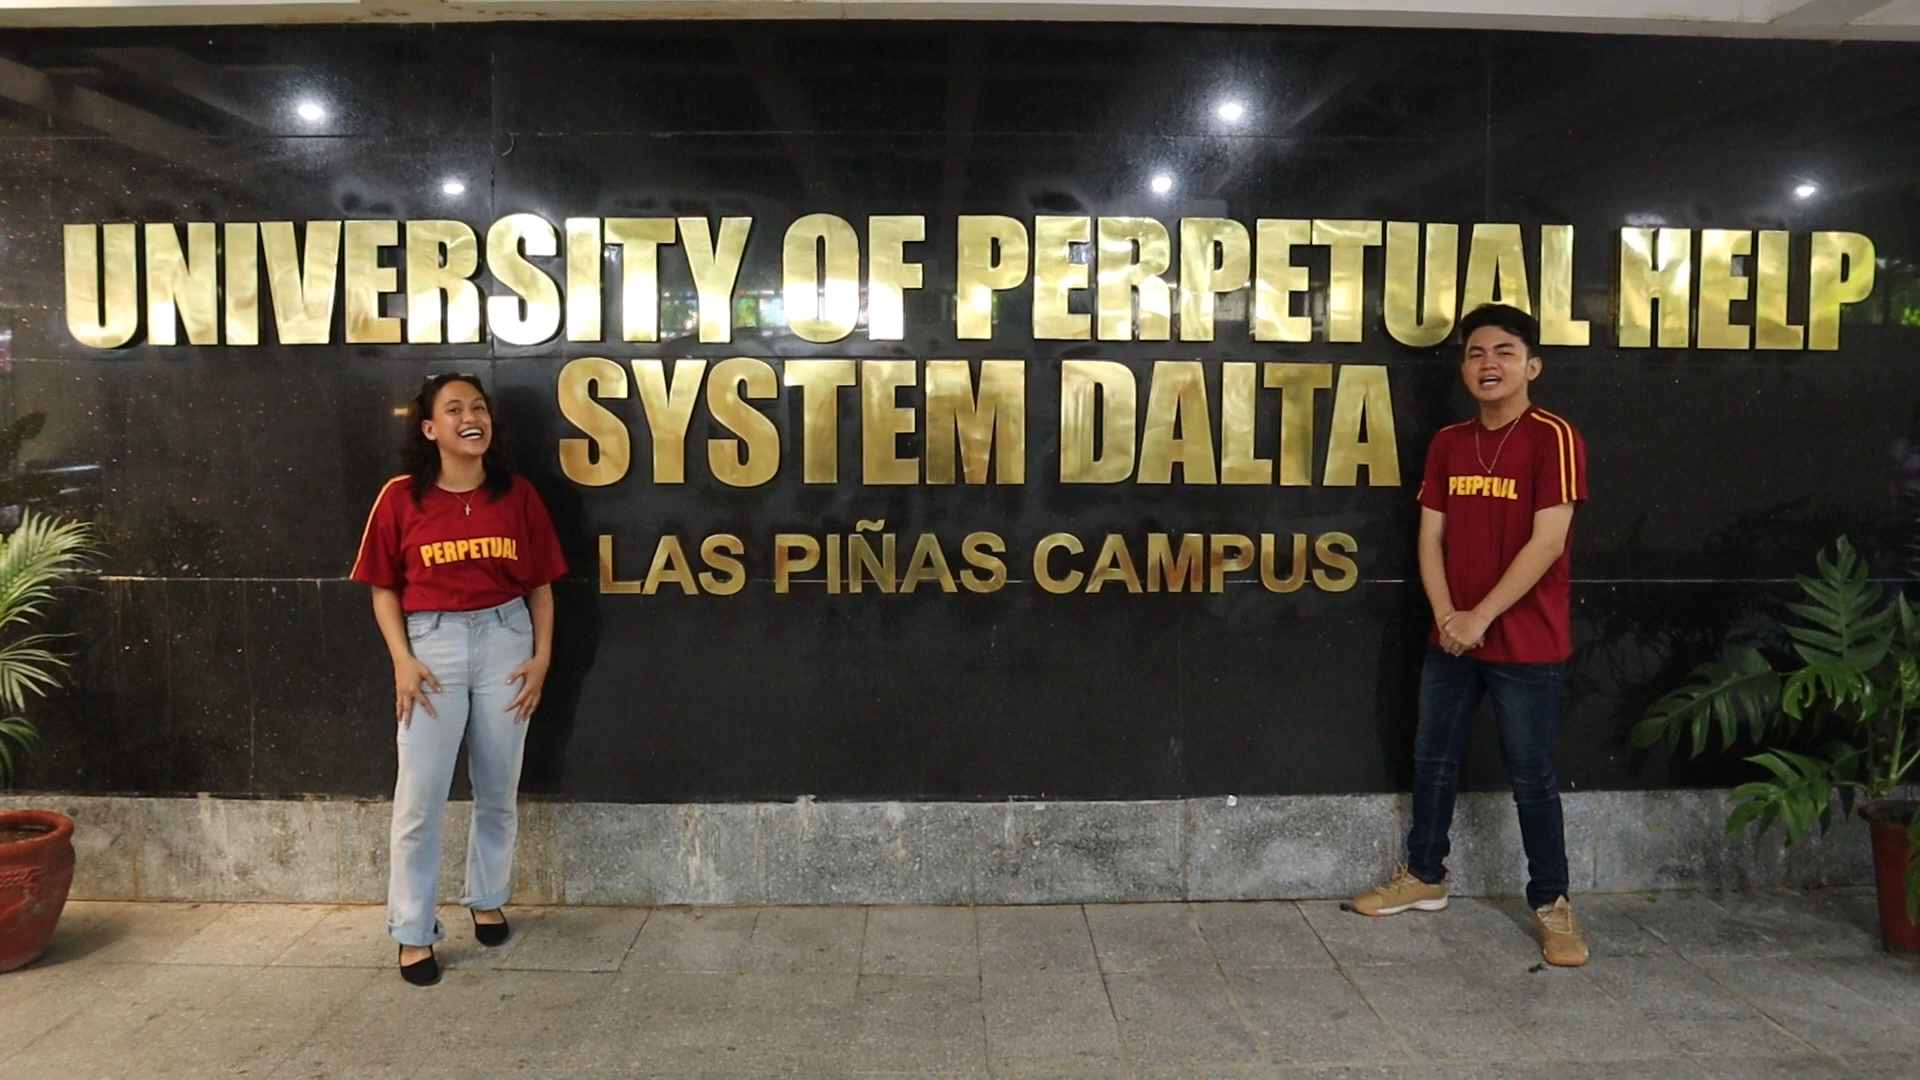 UNIVERSITY OF PERPETUAL HELP
SYSTEM DALTA
LAS PIÑAS CAMPUS
PERPETUAL
PERPETUAL